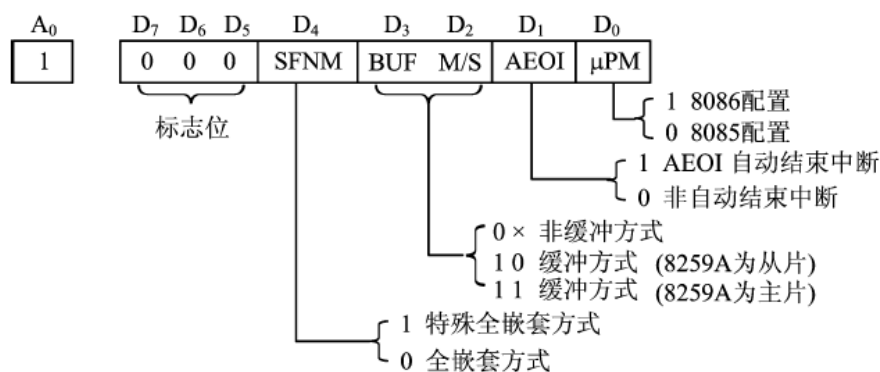 A₀ D₇ D₆ D₅ D₄ D₃ D₂ D₁ D₀
1 0 0 0 SFNM BUF M/S AEOI μPM
标志位
1 8086配置
0 8085配置
1 AEOI 自动结束中断
0 非自动结束中断
0 × 非缓冲方式
1 0 缓冲方式 (8259A为从片)
1 1 缓冲方式 (8259A为主片)
1 特殊全嵌套方式
0 全嵌套方式